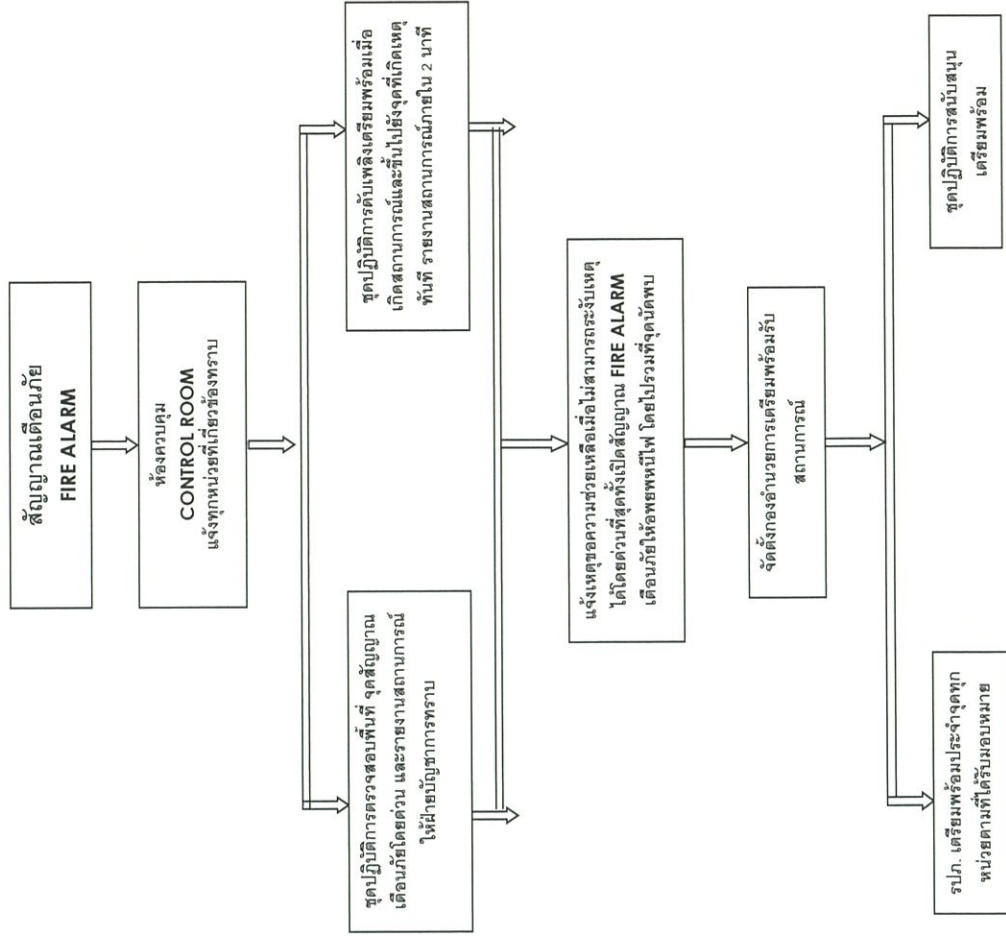 สัญญาณเตือนภัย
FIRE ALARM
ห้องควบคุม
CONTROL ROOM
แจ้งทุกหน่วยที่เกี่ยวข้องทราบ
ชุดปฏิบัติการตรวจสอบพื้นที่ จุดสัญญาณ
เตือนภัยโดยด่วน และรายงานสถานการณ์
ให้ฝ่ายบัญชาการทราบ
ชุดปฏิบัติการดับเพลิงเตรียมพร้อมเมื่อ
เกิดสถานการณ์และขึ้นไปยังจุดที่เกิดเหตุ
ทันที รายงานสถานการณ์ภายใน 2 นาที
แจ้งเหตุขอความช่วยเหลือเมื่อไม่สามารถระงับเหตุ
ได้โดยด่วนที่สุดทั้งเปิดสัญญาณ FIRE ALARM
เตือนภัยให้อพยพหนีไฟ โดยไปรวมที่จุดนัดพบ
จัดตั้งกองอำนวยการเตรียมพร้อมรับ
สถานการณ์
รปภ. เตรียมพร้อมประจำจุดทุก
หน่วยตามที่ได้รับมอบหมาย
ชุดปฏิบัติการสนับสนุน
เตรียมพร้อม